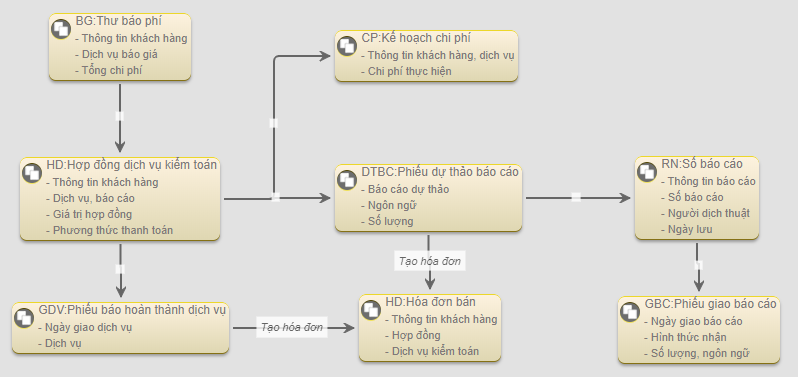 BG:Thư báo phí
- Thông tin khách hàng
- Dịch vụ báo giá
- Tổng chi phí
CP:Kế hoạch chi phí
- Thông tin khách hàng, dịch vụ
- Chi phí thực hiện
HD:Hợp đồng dịch vụ kiểm toán
- Thông tin khách hàng
- Dịch vụ, báo cáo
- Giá trị hợp đồng
- Phương thức thanh toán
DTBC:Phiếu dự thảo báo cáo
- Báo cáo dự thảo
- Ngôn ngữ
- Số lượng
RN:Số báo cáo
- Thông tin báo cáo
- Số báo cáo
- Người dịch thuật
- Ngày lưu
Tạo hóa đơn
GDV:Phiếu báo hoàn thành dịch vụ
- Ngày giao dịch vụ
- Dịch vụ
Tạo hóa đơn
HD:Hóa đơn bán
- Thông tin khách hàng
- Hợp đồng
- Dịch vụ kiểm toán
GBC:Phiếu giao báo cáo
- Ngày giao báo cáo
- Hình thức nhận
- Số lượng, ngôn ngữ